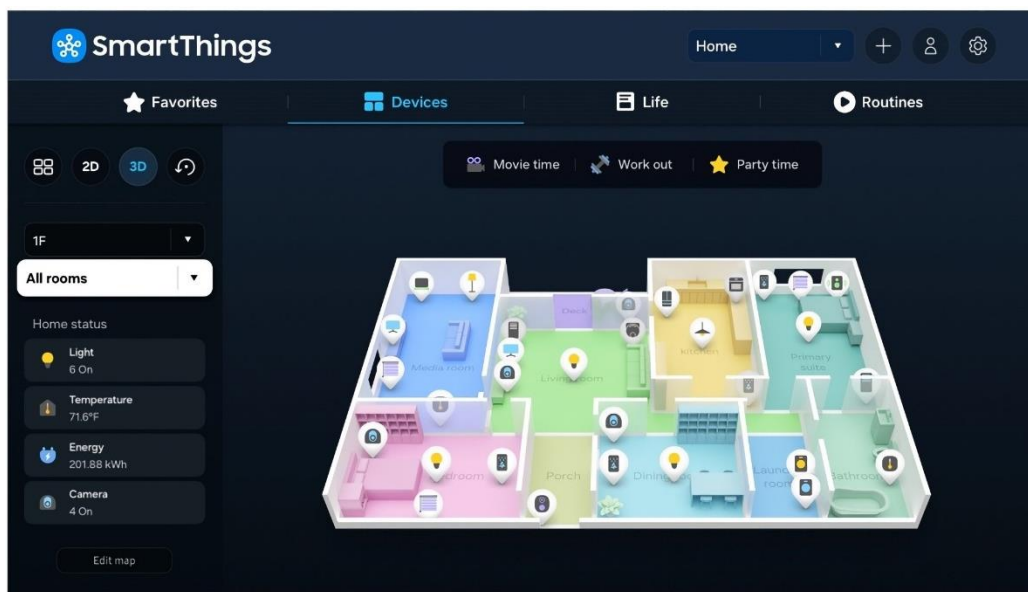 SmartThings
Home
Favorites
Devices
Life
Routines
2D
3D
Movie time
Work out
Party time
1F
All rooms
Home status
Light
6 On
Temperature
71.6°F
Energy
201.88 kWh
Camera
4 On
Edit map
Deck
Media room
Living room
kitchen
Primary
suite
Porch
room
Bathroom